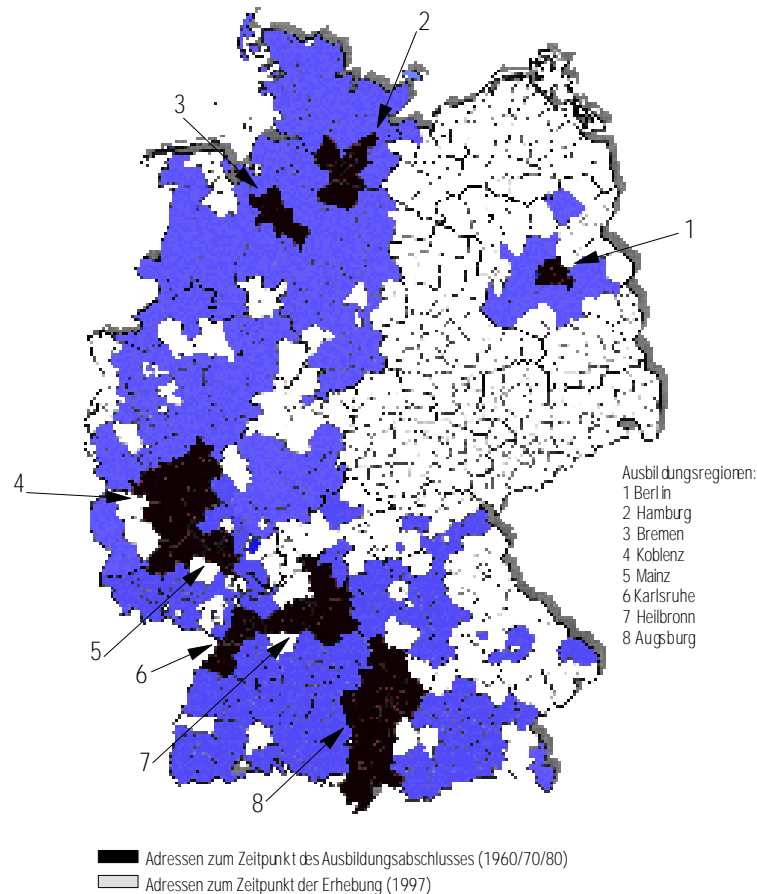 2
3
1
4
Ausbildungsregionen:
1 Berlin
2 Hamburg
3 Bremen
4 Koblenz
5 Mainz
6 Karlsruhe
7 Heilbronn
8 Augsburg
5
6
7
8
Adressen zum Zeitpunkt des Ausbildungsabschlusses (1960/70/80)
Adressen zum Zeitpunkt der Erhebung (1997)